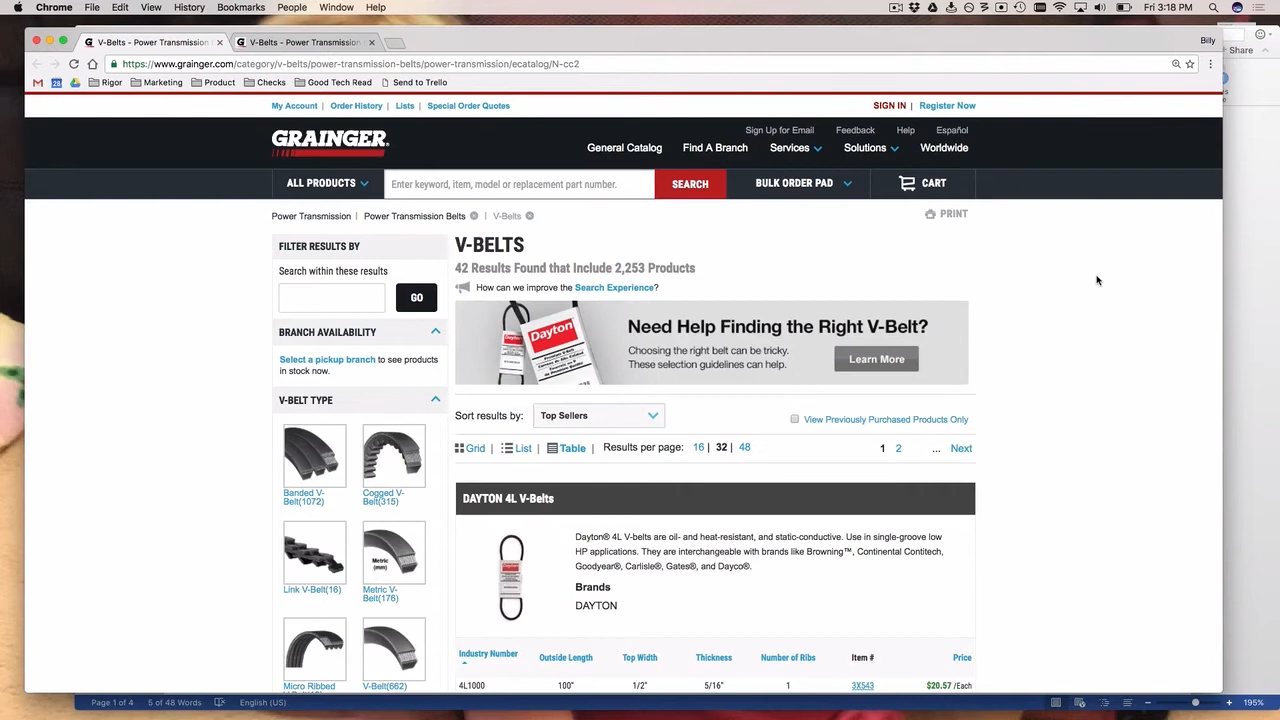 Chrome File Edit View History Bookmarks People Window Help Fri 3:18 PM
V-Belts - Power Transmission V-Belts - Power Transmission Billy
https://www.grainger.com/category/v-belts/power-transmission-belts/power-transmission/ecatalog/N-cc2
Share
28 Rigor Marketing Product Checks Good Tech Read Send to Trello
My Account | Order History | Lists | Special Order Quotes SIGN IN | Register Now
Sign Up for Email Feedback Help Español
GRAINGER
General Catalog Find A Branch Services Solutions Worldwide
ALL PRODUCTS Enter keyword, item, model or replacement part number. SEARCH BULK ORDER PAD CART
Power Transmission | Power Transmission Belts | V-Belts PRINT
FILTER RESULTS BY
Search within these results
GO
BRANCH AVAILABILITY
Select a pickup branch to see products
in stock now.
V-BELT TYPE
Banded V-
Belt(1072)
Cogged V-
Belt(315)
Link V-Belt(16)
Metric
(mm)
Metric V-
Belt(176)
Micro Ribbed
V-Belt(662)
V-BELTS
42 Results Found that Include 2,253 Products
How can we improve the Search Experience?
Dayton
Need Help Finding the Right V-Belt?
Choosing the right belt can be tricky.
These selection guidelines can help.
Learn More
Sort results by: Top Sellers View Previously Purchased Products Only
Grid | List | Table | Results per page: 16 | 32 | 48 1 2 ... Next
DAYTON 4L V-Belts
Dayton® 4L V-belts are oil- and heat-resistant, and static-conductive. Use in single-groove low
HP applications. They are interchangeable with brands like Browning™, Continental Contitech,
Goodyear®, Carlisle®, Gates®, and Dayco®.
Brands
DAYTON
Industry Number Outside Length Top Width Thickness Number of Ribs Item # Price
4L1000 100" 1/2" 5/16" 1 3X543 $20.57 /Each
Page 1 of 4 5 of 48 Words English (US) 195%